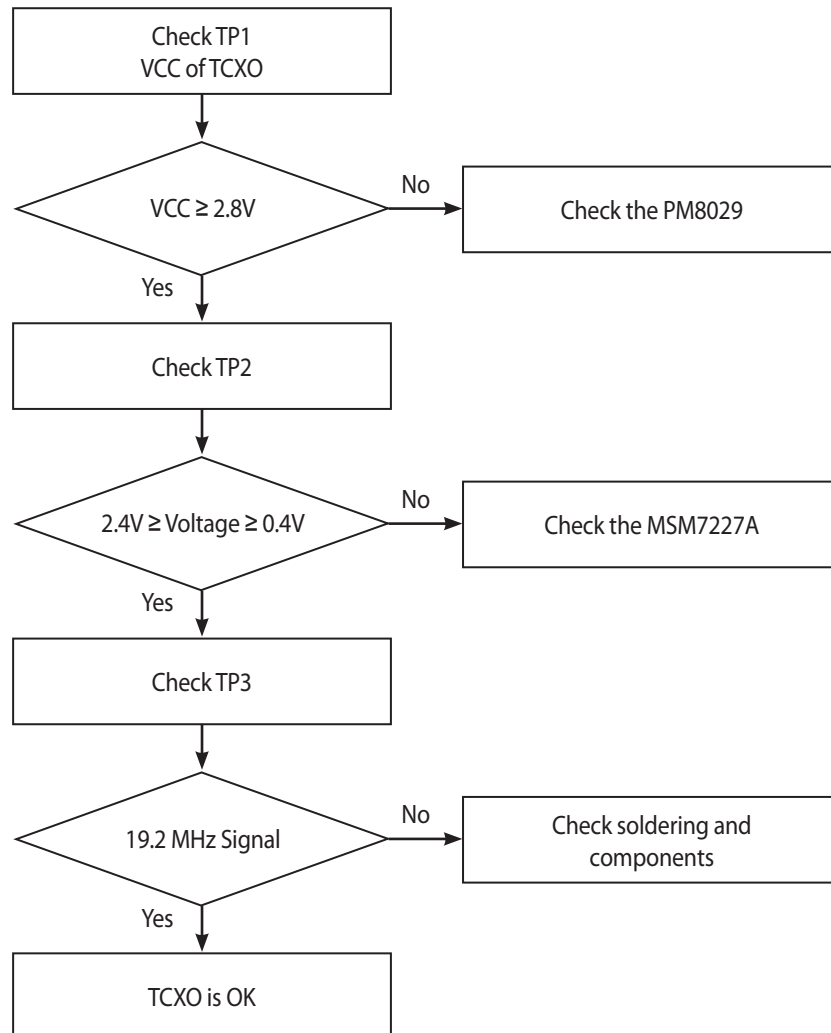 Check TP1
VCC of TCXO
VCC ≥ 2.8V
No
Check the PM8029
Yes
Check TP2
2.4V ≥ Voltage ≥ 0.4V
No
Check the MSM7227A
Yes
Check TP3
19.2 MHz Signal
No
Check soldering and
components
Yes
TCXO is OK